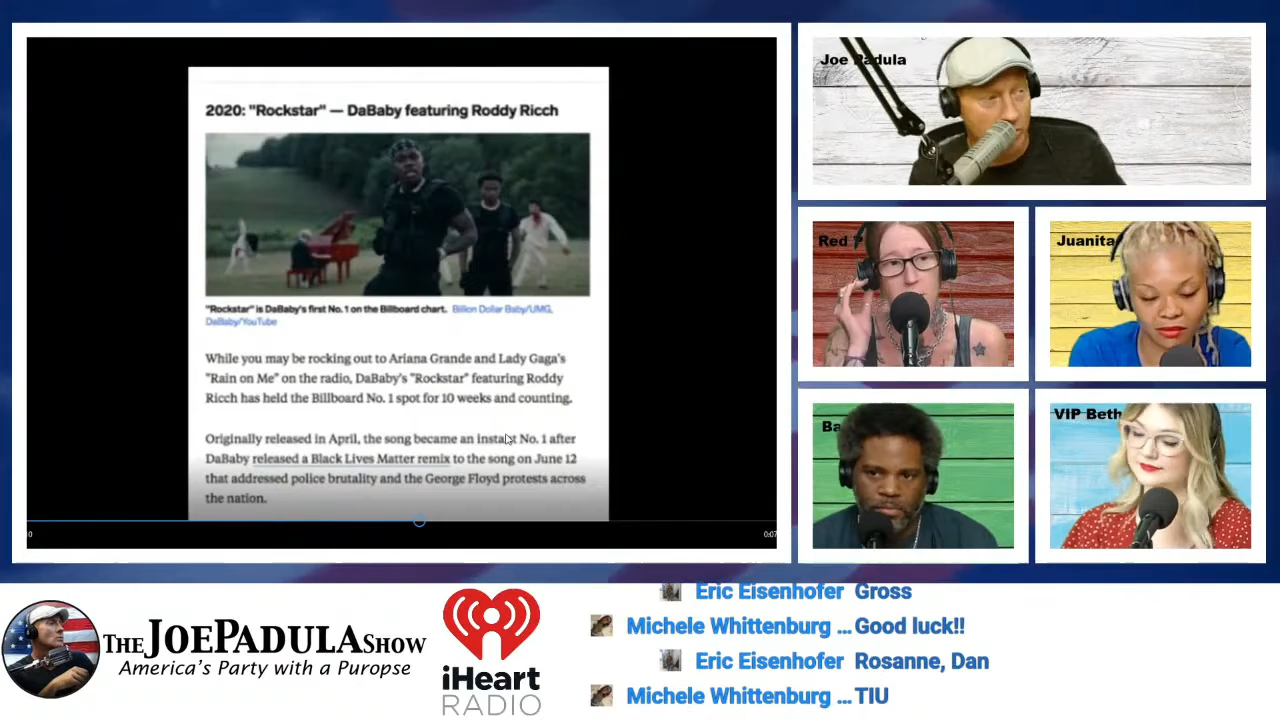 2020: "Rockstar" — DaBaby featuring Roddy Ricch
"Rockstar" is DaBaby's first No. 1 on the Billboard chart. Billion Dollar Baby/UMG,
DaBaby/YouTube
While you may be rocking out to Ariana Grande and Lady Gaga's
"Rain on Me" on the radio, DaBaby's "Rockstar" featuring Roddy
Ricch has held the Billboard No. 1 spot for 10 weeks and counting.
Originally released in April, the song became an instant No. 1 after
DaBaby released a Black Lives Matter remix to the song on June 12
that addressed police brutality and the George Floyd protests across
the nation.
0
0:07
Joe Padula
Red
Juanita
Ba
VIP Beth
THE JOEPADULA SHOW
America's Party with a Puropse
iHeart
RADIO
Eric Eisenhofer Gross
Michele Whittenburg ... Good luck!!
Eric Eisenhofer Rosanne, Dan
Michele Whittenburg ... TIU